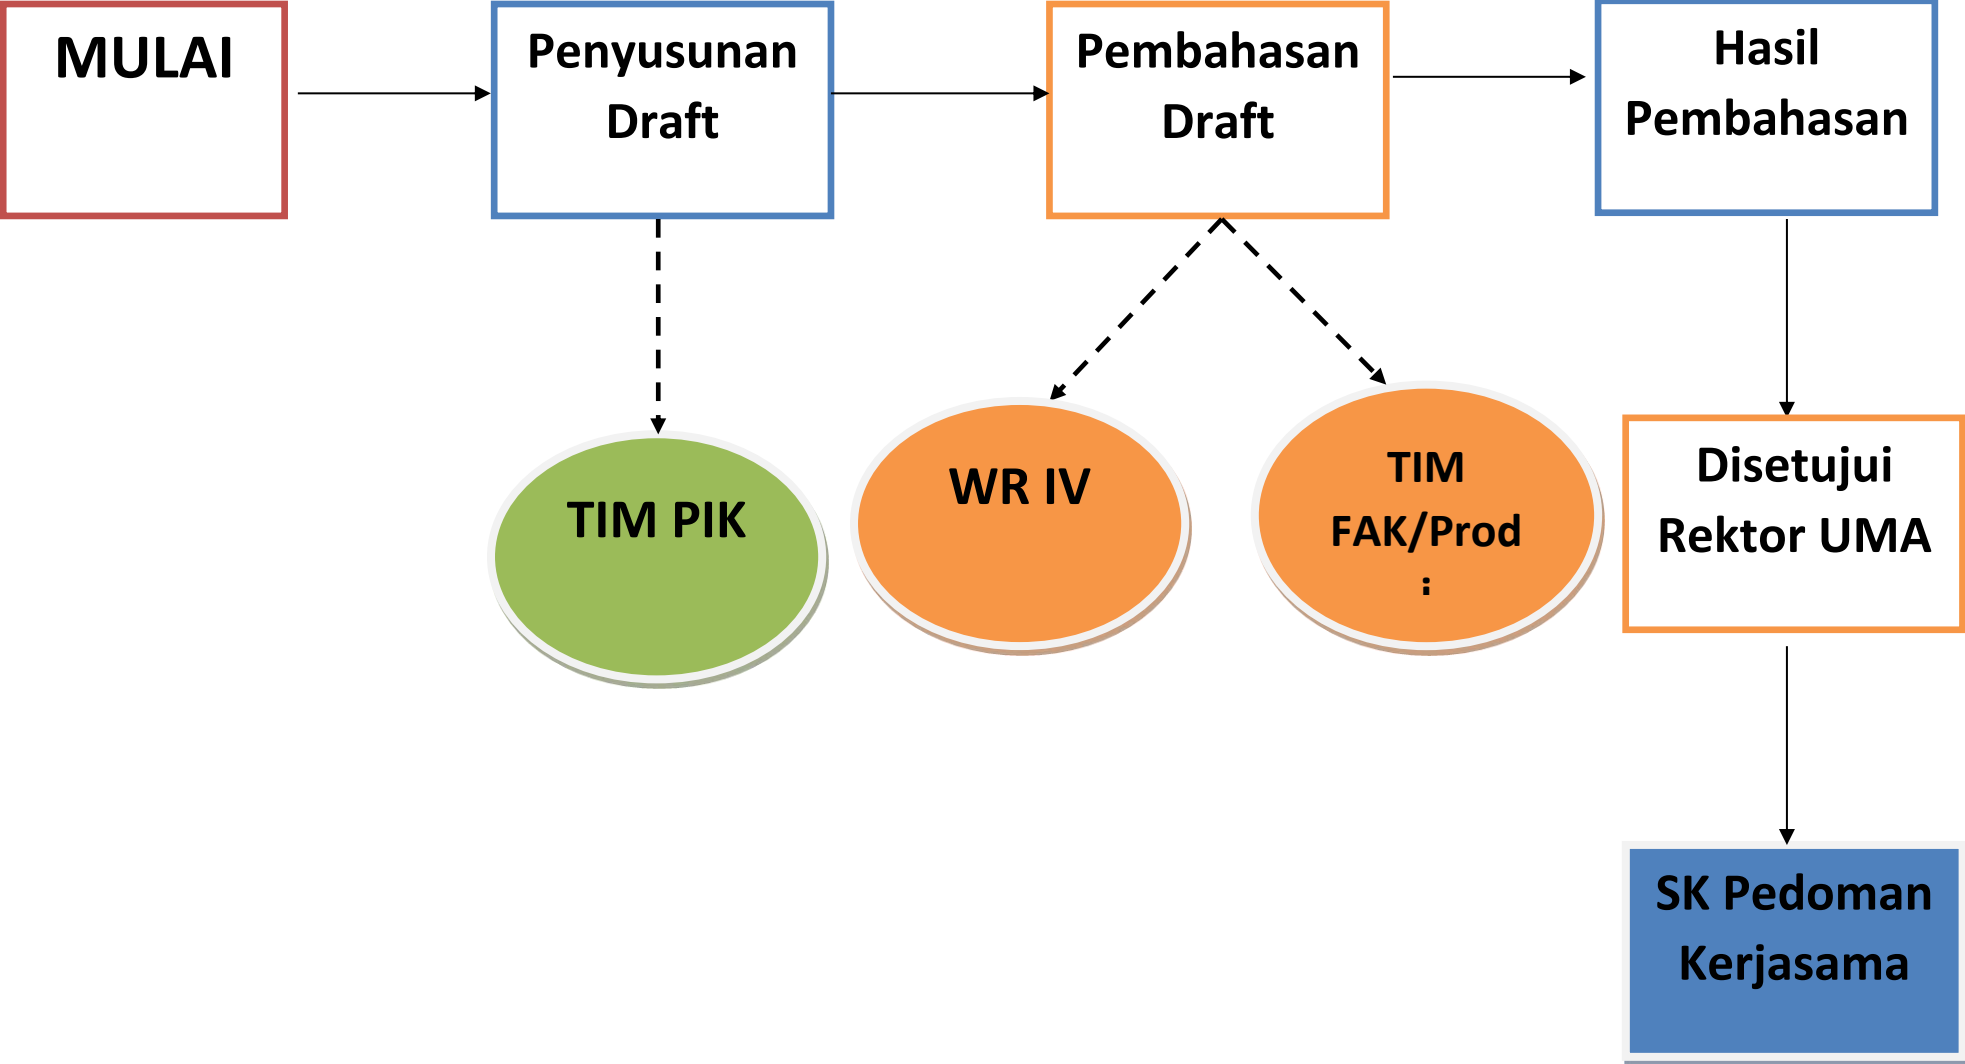 MULAI
Penyusunan
Draft
Pembahasan
Draft
Hasil
Pembahasan
TIM PIK
WR IV
TIM
FAK/Prod
Disetujui
Rektor UMA
SK Pedoman
Kerjasama